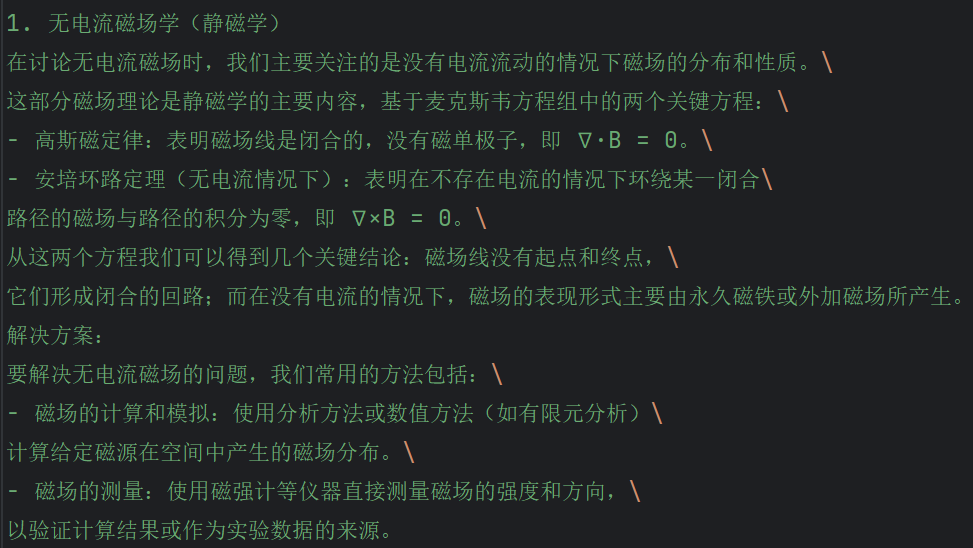 1. 无电流磁场学（静磁学）
在讨论无电流磁场时，我们主要关注的是没有电流流动的情况下磁场的分布和性质。\
这部分磁场理论是静磁学的主要内容，基于麦克斯韦方程组中的两个关键方程：\
- 高斯磁定律：表明磁场线是闭合的，没有磁单极子，即 ∇·B = 0。\
- 安培环路定理（无电流情况下）：表明在不存在电流的情况下环绕某一闭合\
路径的磁场与路径的积分为零，即 ∇×B = 0。\
从这两个方程我们可以得到几个关键结论：磁场线没有起点和终点，\
它们形成闭合的回路；而在没有电流的情况下，磁场的表现形式主要由永久磁铁或外加磁场所产生。
解决方案：
要解决无电流磁场的问题，我们常用的方法包括：\
- 磁场的计算和模拟：使用分析方法或数值方法（如有限元分析）\
计算给定磁源在空间中产生的磁场分布。\
- 磁场的测量：使用磁强计等仪器直接测量磁场的强度和方向，\
以验证计算结果或作为实验数据的来源。